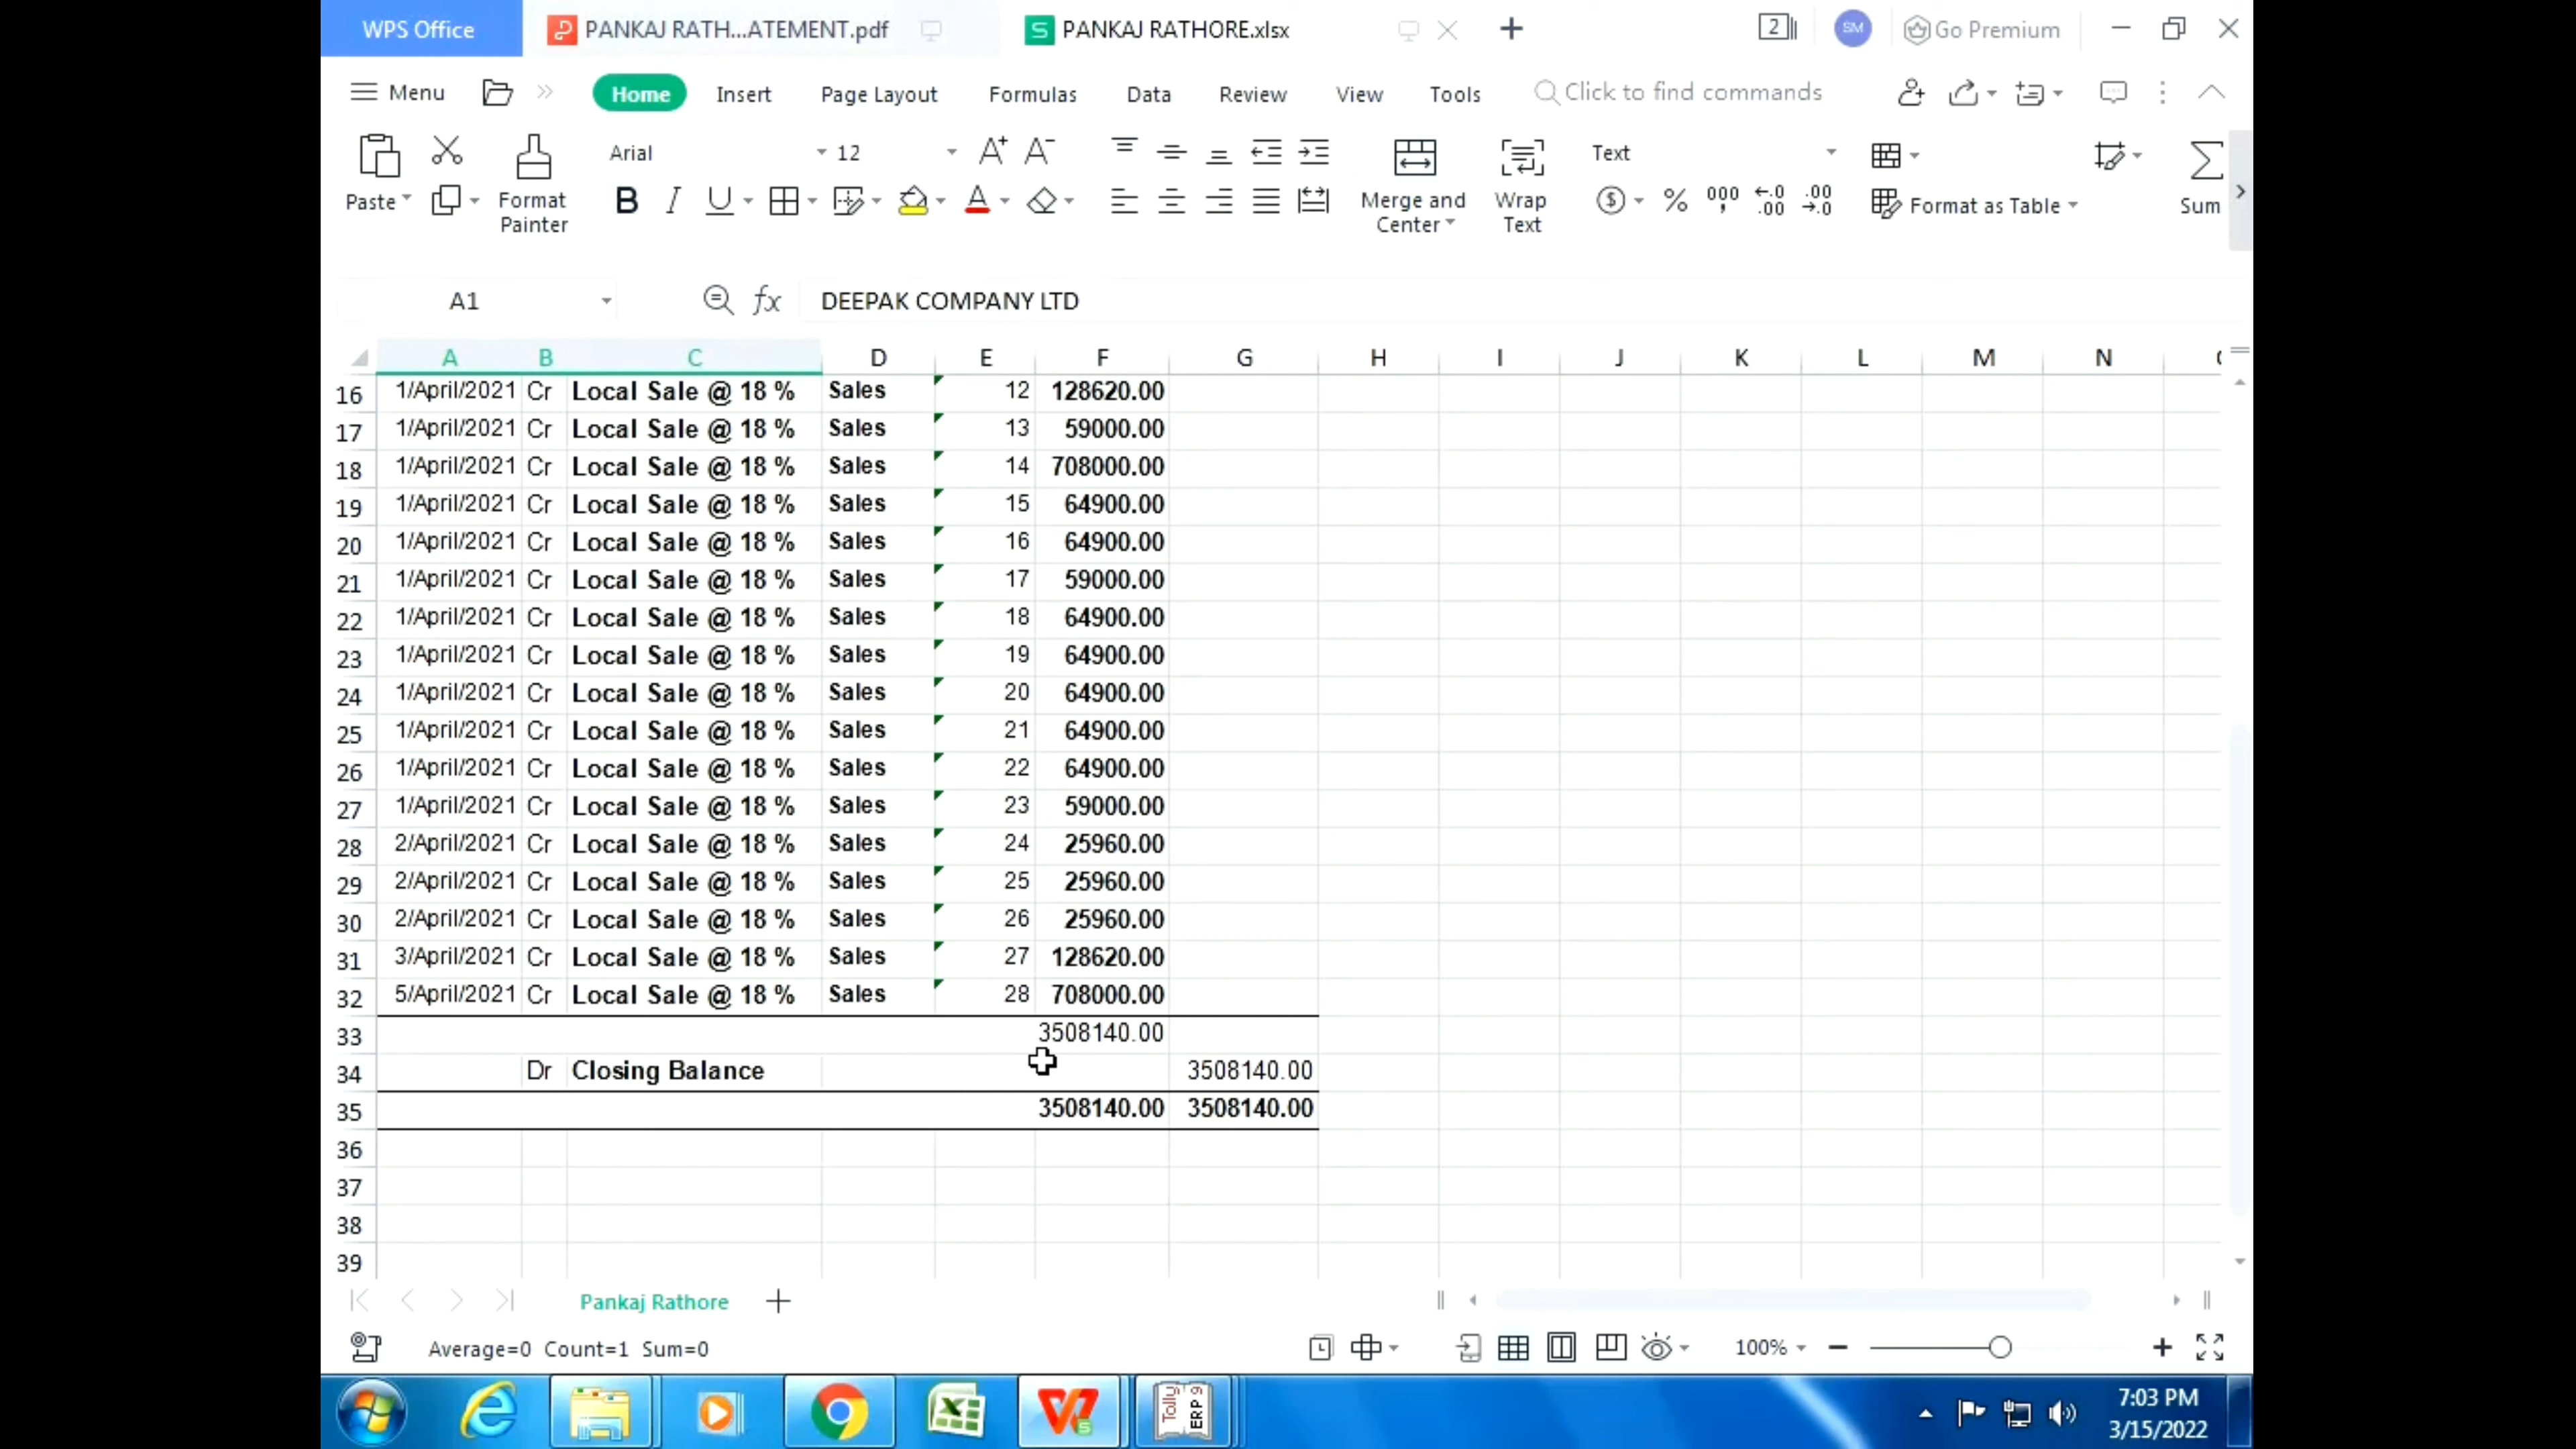 WPS Office PANKAJ RATH...ATEMENT.pdf PANKAJ RATHORE.xlsx 2 SM Go Premium
Menu Home Insert Page Layout Formulas Data Review View Tools Click to find commands
Arial 12 A+ A- Text
Paste Format Painter B I U A Merge and Center Wrap Text $ % 000 Format as Table Sum
A1 fx DEEPAK COMPANY LTD
A B C D E F G H I J K L M N
16 1/April/2021 Cr Local Sale @ 18 % Sales 12 128620.00
17 1/April/2021 Cr Local Sale @ 18 % Sales 13 59000.00
18 1/April/2021 Cr Local Sale @ 18 % Sales 14 708000.00
19 1/April/2021 Cr Local Sale @ 18 % Sales 15 64900.00
20 1/April/2021 Cr Local Sale @ 18 % Sales 16 64900.00
21 1/April/2021 Cr Local Sale @ 18 % Sales 17 59000.00
22 1/April/2021 Cr Local Sale @ 18 % Sales 18 64900.00
23 1/April/2021 Cr Local Sale @ 18 % Sales 19 64900.00
24 1/April/2021 Cr Local Sale @ 18 % Sales 20 64900.00
25 1/April/2021 Cr Local Sale @ 18 % Sales 21 64900.00
26 1/April/2021 Cr Local Sale @ 18 % Sales 22 64900.00
27 1/April/2021 Cr Local Sale @ 18 % Sales 23 59000.00
28 2/April/2021 Cr Local Sale @ 18 % Sales 24 25960.00
29 2/April/2021 Cr Local Sale @ 18 % Sales 25 25960.00
30 2/April/2021 Cr Local Sale @ 18 % Sales 26 25960.00
31 3/April/2021 Cr Local Sale @ 18 % Sales 27 128620.00
32 5/April/2021 Cr Local Sale @ 18 % Sales 28 708000.00
33 3508140.00
34 Dr Closing Balance 3508140.00
35 3508140.00 3508140.00
36
37
38
39
Pankaj Rathore
Average=0 Count=1 Sum=0 100%
Tally ERP 9 7:03 PM
3/15/2022